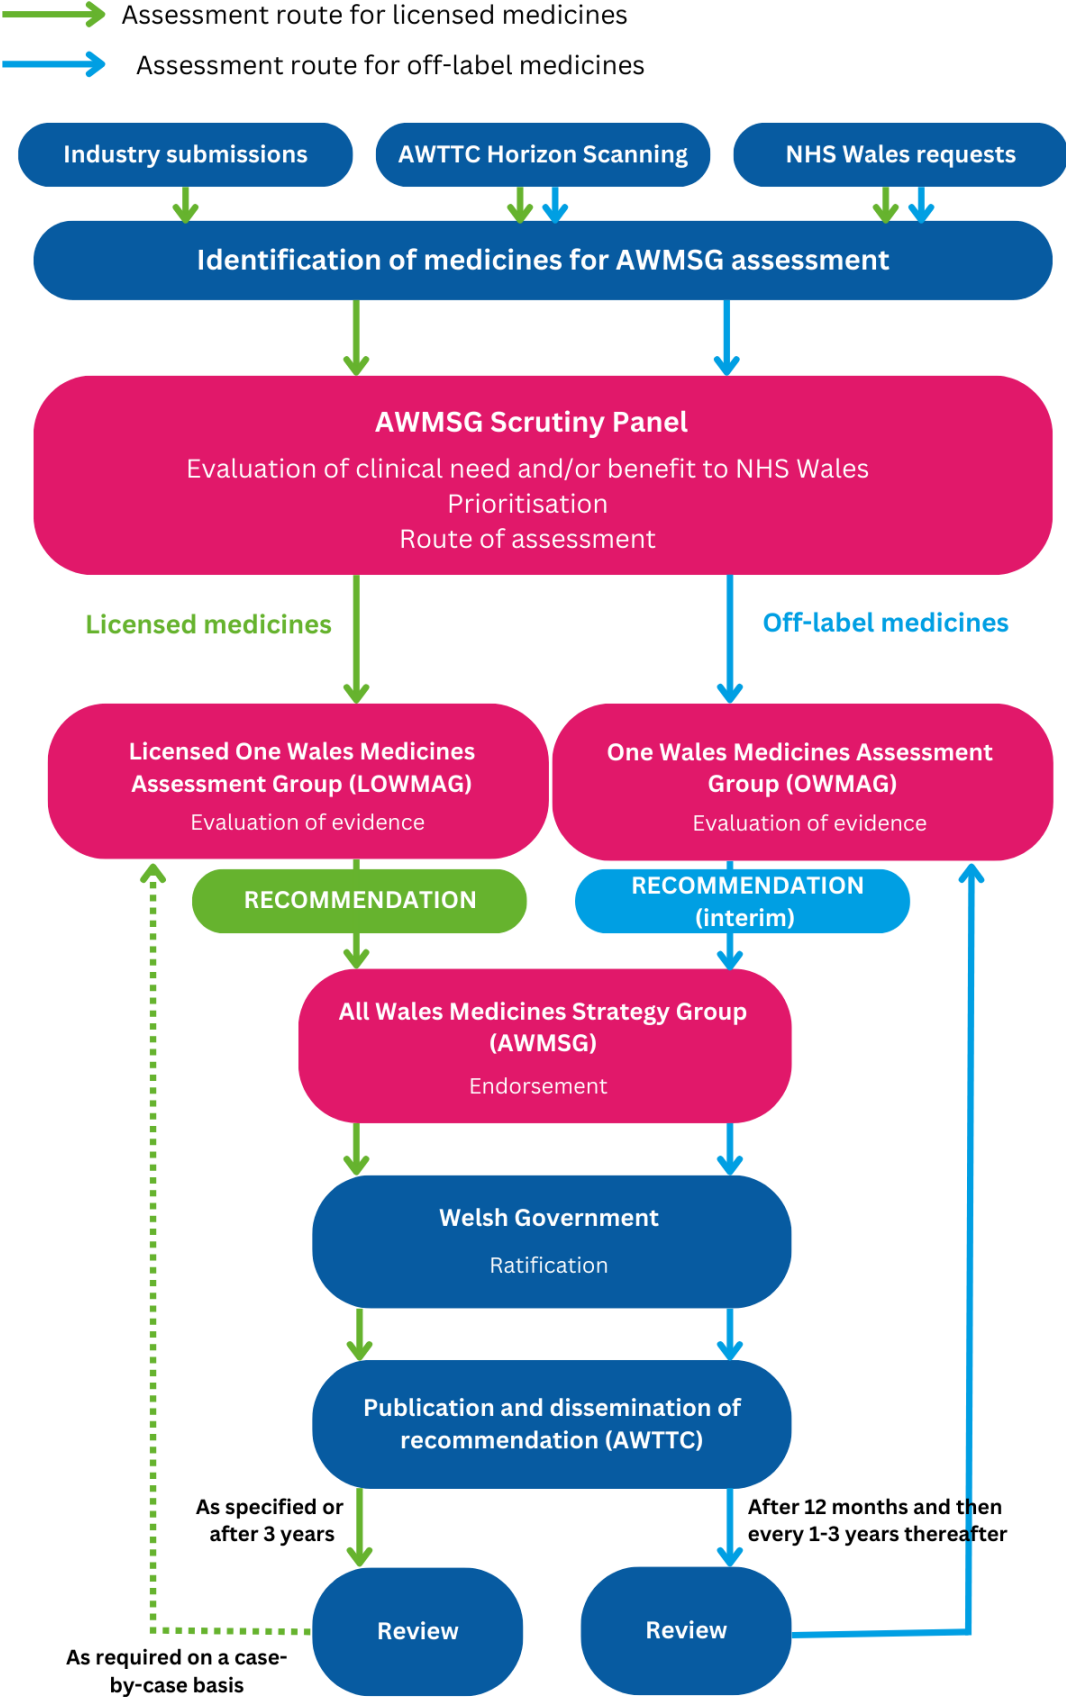 Assessment route for licensed medicines
Assessment route for off-label medicines
Industry submissions
AWTTC Horizon Scanning
NHS Wales requests
Identification of medicines for AWMSG assessment
AWMSG Scrutiny Panel
Evaluation of clinical need and/or benefit to NHS Wales
Prioritisation
Route of assessment
Licensed medicines
Off-label medicines
Licensed One Wales Medicines
Assessment Group (LOWMAG)
Evaluation of evidence
One Wales Medicines Assessment
Group (OWMAG)
Evaluation of evidence
RECOMMENDATION
RECOMMENDATION
(interim)
All Wales Medicines Strategy Group
(AWMSG)
Endorsement
Welsh Government
Ratification
Publication and dissemination of
recommendation (AWTTC)
As specified or
after 3 years
After 12 months and then
every 1-3 years thereafter
Review
Review
As required on a case-
by-case basis